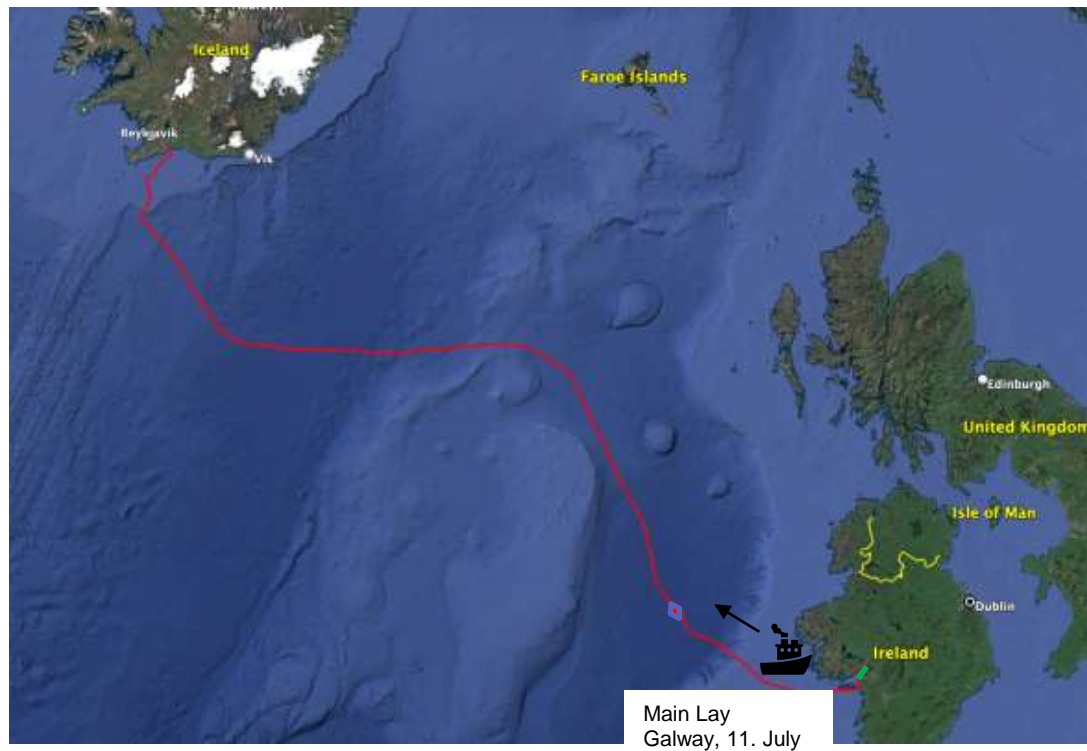 Iceland
Faroe Islands
Reykjavik
Vik
Edinburgh
United Kingdom
Isle of Man
Dublin
Ireland
Main Lay
Galway, 11. July